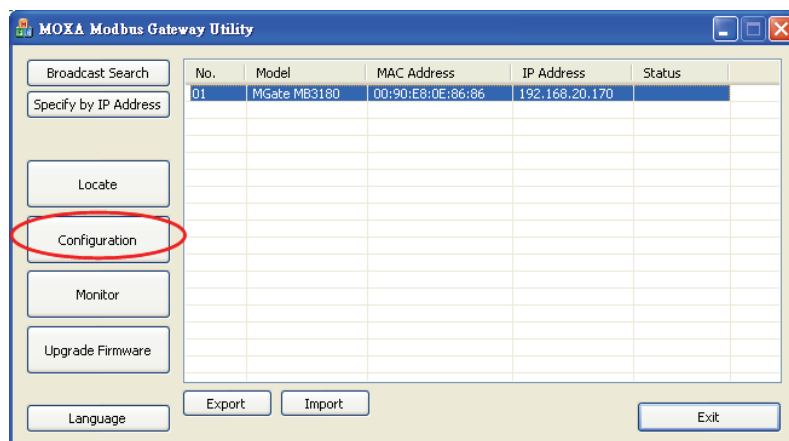 MOXA Modbus Gateway Utility
Broadcast Search
Specify by IP Address
Locate
Configuration
Monitor
Upgrade Firmware
Language
No. Model MAC Address IP Address Status
01 MGate MB3180 00:90:E8:0E:86:86 192.168.20.170
Export Import
Exit